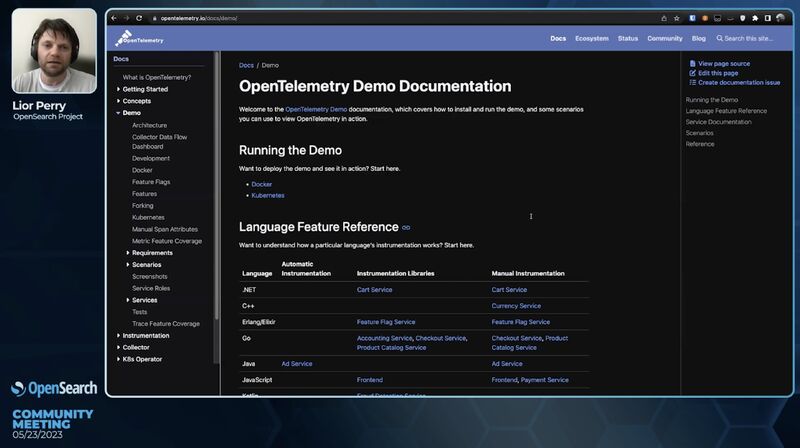 opentelemetry.io/docs/demo/
OpenTelemetry
Docs
Ecosystem
Status
Community
Blog
Search this site...
Lior Perry
OpenSearch Project
Docs
What is OpenTelemetry?
Getting Started
Concepts
Demo
Architecture
Collector Data Flow
Dashboard
Development
Docker
Feature Flags
Features
Forking
Kubernetes
Manual Span Attributes
Metric Feature Coverage
Requirements
Scenarios
Screenshots
Service Roles
Services
Tests
Trace Feature Coverage
Instrumentation
Collector
K8s Operator
Docs / Demo
OpenTelemetry Demo Documentation
Welcome to the OpenTelemetry Demo documentation, which covers how to install and run the demo, and some scenarios
you can use to view OpenTelemetry in action.
Running the Demo
Want to deploy the demo and see it in action? Start here.
• Docker
• Kubernetes
Language Feature Reference
Want to understand how a particular language's instrumentation works? Start here.
Language Automatic Instrumentation Instrumentation Libraries Manual Instrumentation
.NET Cart Service Cart Service
C++ Currency Service
Erlang/Elixir Feature Flag Service Feature Flag Service
Go Accounting Service, Checkout Service, Checkout Service, Product
Product Catalog Service Catalog Service
Java Ad Service Ad Service
JavaScript Frontend Frontend, Payment Service
Kotlin Fraud Detection Service
View page source
Edit this page
Create documentation issue
Running the Demo
Language Feature Reference
Service Documentation
Scenarios
Reference
OpenSearch
COMMUNITY
MEETING
05/23/2023